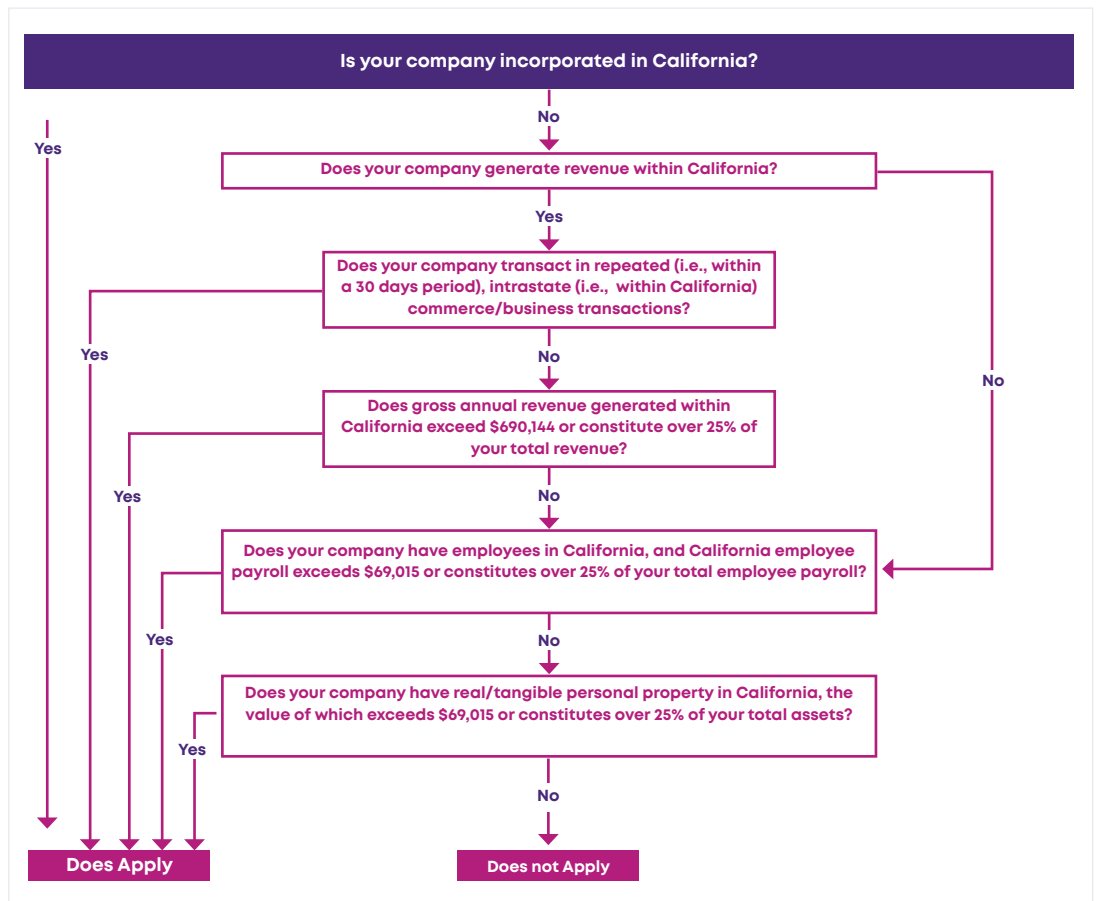 Is your company incorporated in California?
No
Yes
Does your company generate revenue within California?
Yes
Does your company transact in repeated (i.e., within
a 30 days period), intrastate (i.e., within California)
commerce/business transactions?
Yes
No
No
Does gross annual revenue generated within
California exceed $690,144 or constitute over 25% of
your total revenue?
Yes
No
Does your company have employees in California, and California employee
payroll exceeds $69,015 or constitutes over 25% of your total employee payroll?
Yes
No
Does your company have real/tangible personal property in California, the
value of which exceeds $69,015 or constitutes over 25% of your total assets?
Yes
No
Does Apply
Does not Apply